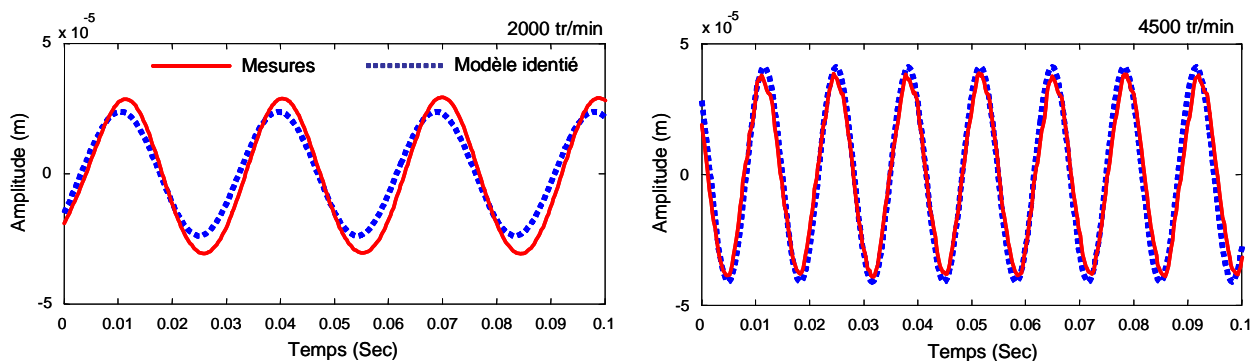 x 10
-5
2000 tr/min
5
0
-5
Amplitude (m)
Mesures
Modèle identié
0 0.01 0.02 0.03 0.04 0.05 0.06 0.07 0.08 0.09 0.1
Temps (Sec)
x 10
-5
4500 tr/min
5
0
-5
Amplitude (m)
0 0.01 0.02 0.03 0.04 0.05 0.06 0.07 0.08 0.09 0.1
Temps (Sec)